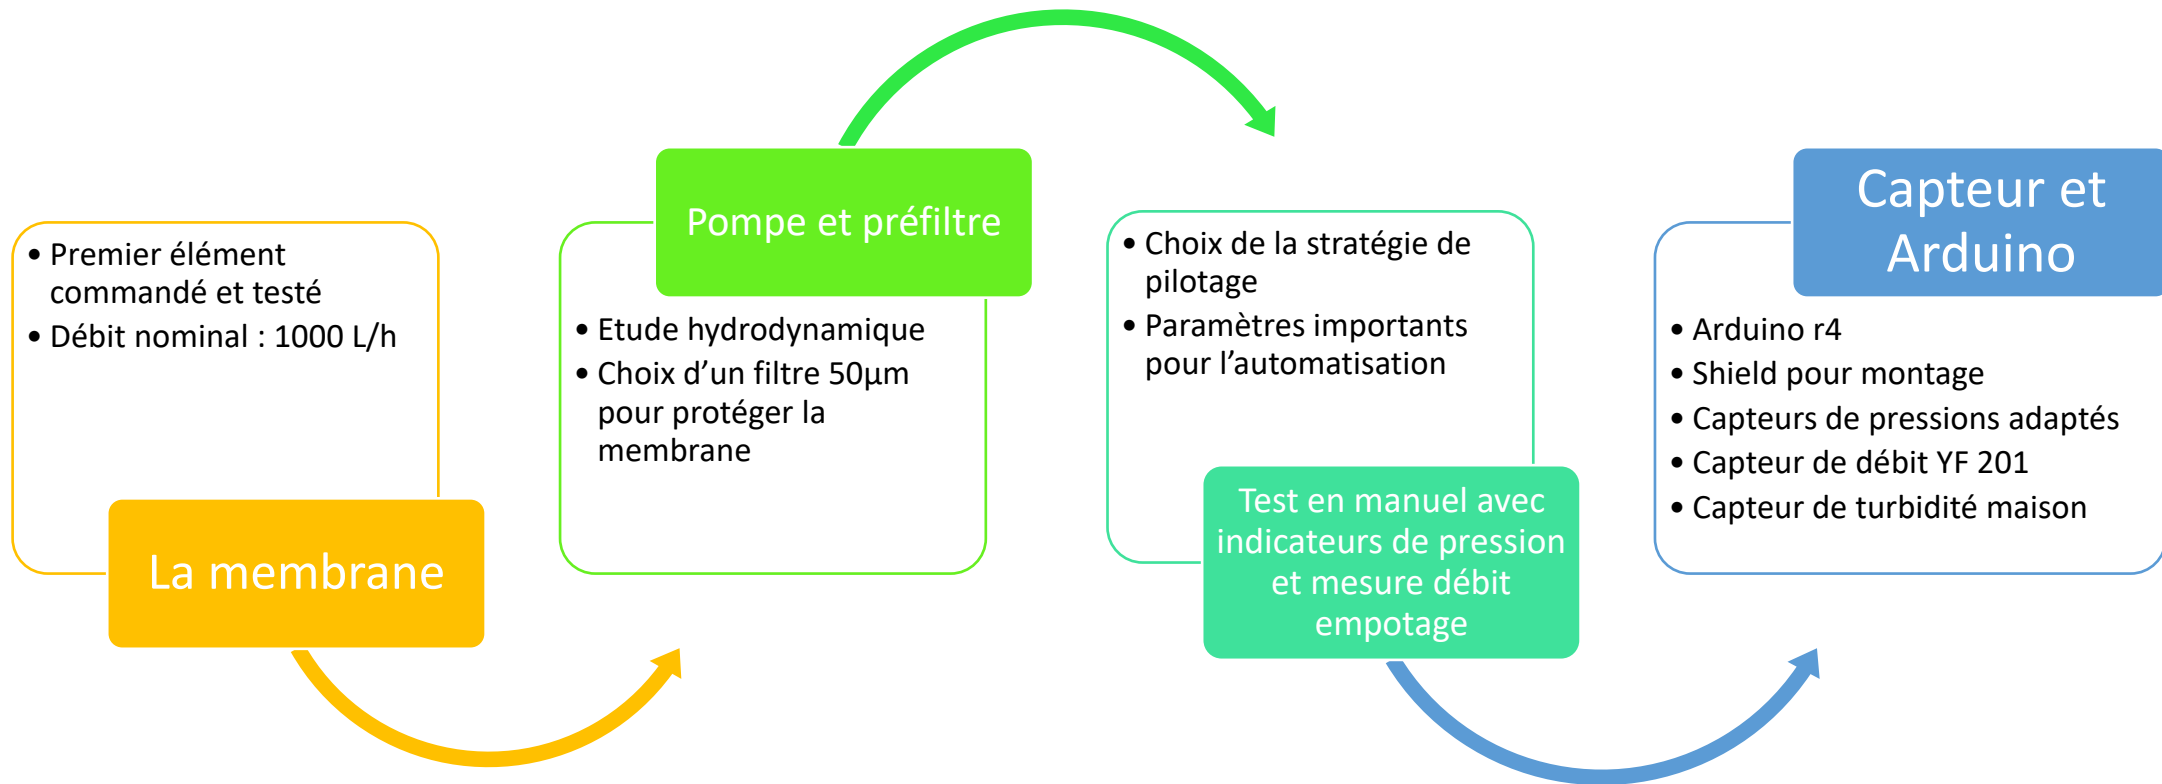 • Premier élément
commandé et testé
• Débit nominal : 1000 L/h
La membrane
Pompe et préfiltre
• Etude hydrodynamique
• Choix d’un filtre 50µm
pour protéger la
membrane
• Choix de la stratégie de
pilotage
• Paramètres importants
pour l’automatisation
Test en manuel avec
indicateurs de pression
et mesure débit
empotage
Capteur et
Arduino
• Arduino r4
• Shield pour montage
• Capteurs de pressions adaptés
• Capteur de débit YF 201
• Capteur de turbidité maison